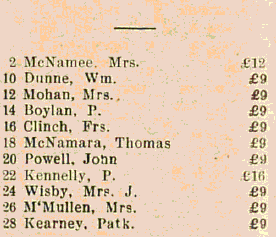 2 McNamee. Mrs. £12
10 Dunne, Wm. £9
12 Mohan, Mrs.. £9
14 Boylan, P. £9
16 Clinch, Frs. £9
18 McNamara, Thomas £9
20 Powell, John £9
22 Kennelly, P. £16
24 Wisby, Mrs. J. £9
26 M'Mullen, Mrs. £9
28 Kearney, Patk. £9